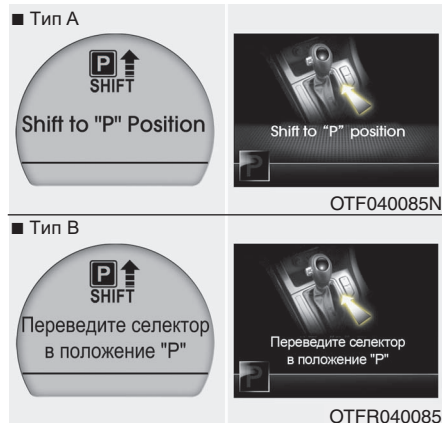 ■ Тип A
P
SHIFT
Shift to "P" Position
Shift to “P” position
P
OTF040085N
■ Тип B
P
SHIFT
Переведите селектор
в положение "P"
Переведите селектор
в положение "P"
P
OTFR040085